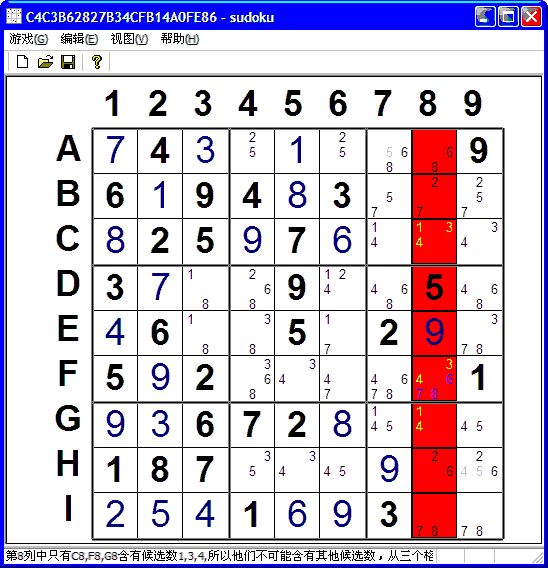 C4C3B62827B34CFB14A0FE86 - sudoku
游戏(G) 编辑(E) 视图(V) 帮助(H)
1 2 3 4 5 6 7 8 9
A 7 4 3 2 5 1 2 5 5 6 8 6 9
B 6 1 9 4 8 3 5 7 2 7 2 5 7
C 8 2 5 9 7 6 1 4 1 3 4 3 4
D 3 7 1 8 2 6 8 9 1 2 4 4 6 8 5 4 6 8
E 4 6 1 8 3 8 5 1 7 2 9 3 7 8
F 5 9 2 3 6 8 3 4 4 7 4 6 7 8 3 4 6 7 8 1
G 9 3 6 7 2 8 1 4 5 1 4 4 5
H 1 8 7 3 5 3 4 4 5 9 2 6 2 4 5 6
I 2 5 4 1 6 9 3 7 8 7 8
第8列中只有C8,F8,G8含有候选数1,3,4,所以他们不可能含有其他候选数，从三个格